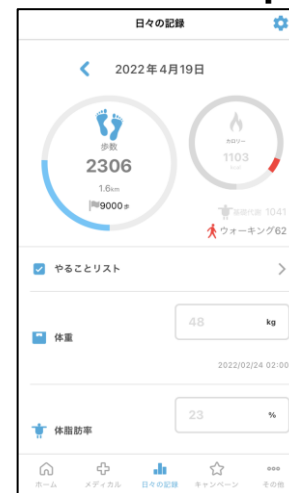 日々の記録
2022年4月19日
歩数
2306
1.6km
9000歩
カロリー
1103
kcal
基礎代謝 1041
ウォーキング62
やることリスト
48 kg
体重
2022/02/24 02:00
23 %
体脂肪率
ホーム メディカル 日々の記録 キャンペーン その他